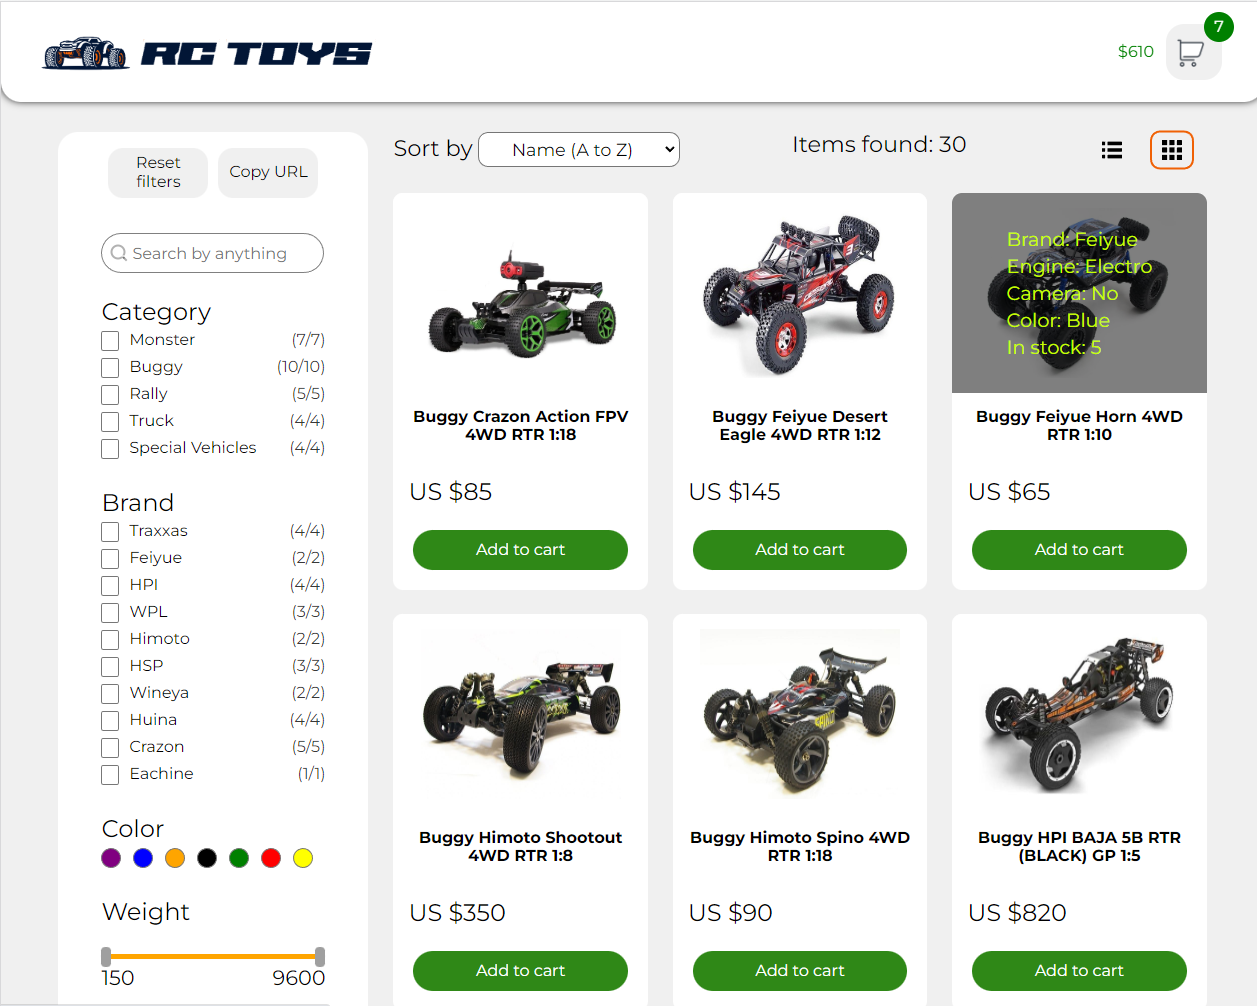 RC TOYS
$610
7
Reset
filters
Copy URL
Search by anything
Category
Monster (7/7)
Buggy (10/10)
Rally (5/5)
Truck (4/4)
Special Vehicles (4/4)
Brand
Traxxas (4/4)
Feiyue (2/2)
HPI (4/4)
WPL (3/3)
Himoto (2/2)
HSP (3/3)
Wineya (2/2)
Huina (4/4)
Crazon (5/5)
Eachine (1/1)
Color
Weight
150 9600
Sort by Name (A to Z)
Items found: 30
Buggy Crazon Action FPV
4WD RTR 1:18
US $85
Add to cart
Buggy Feiyue Desert
Eagle 4WD RTR 1:12
US $145
Add to cart
Brand: Feiyue
Engine: Electro
Camera: No
Color: Blue
In stock: 5
Buggy Feiyue Horn 4WD
RTR 1:10
US $65
Add to cart
Buggy Himoto Shootout
4WD RTR 1:8
US $350
Add to cart
Buggy Himoto Spino 4WD
RTR 1:18
US $90
Add to cart
Buggy HPI BAJA 5B RTR
(BLACK) GP 1:5
US $820
Add to cart